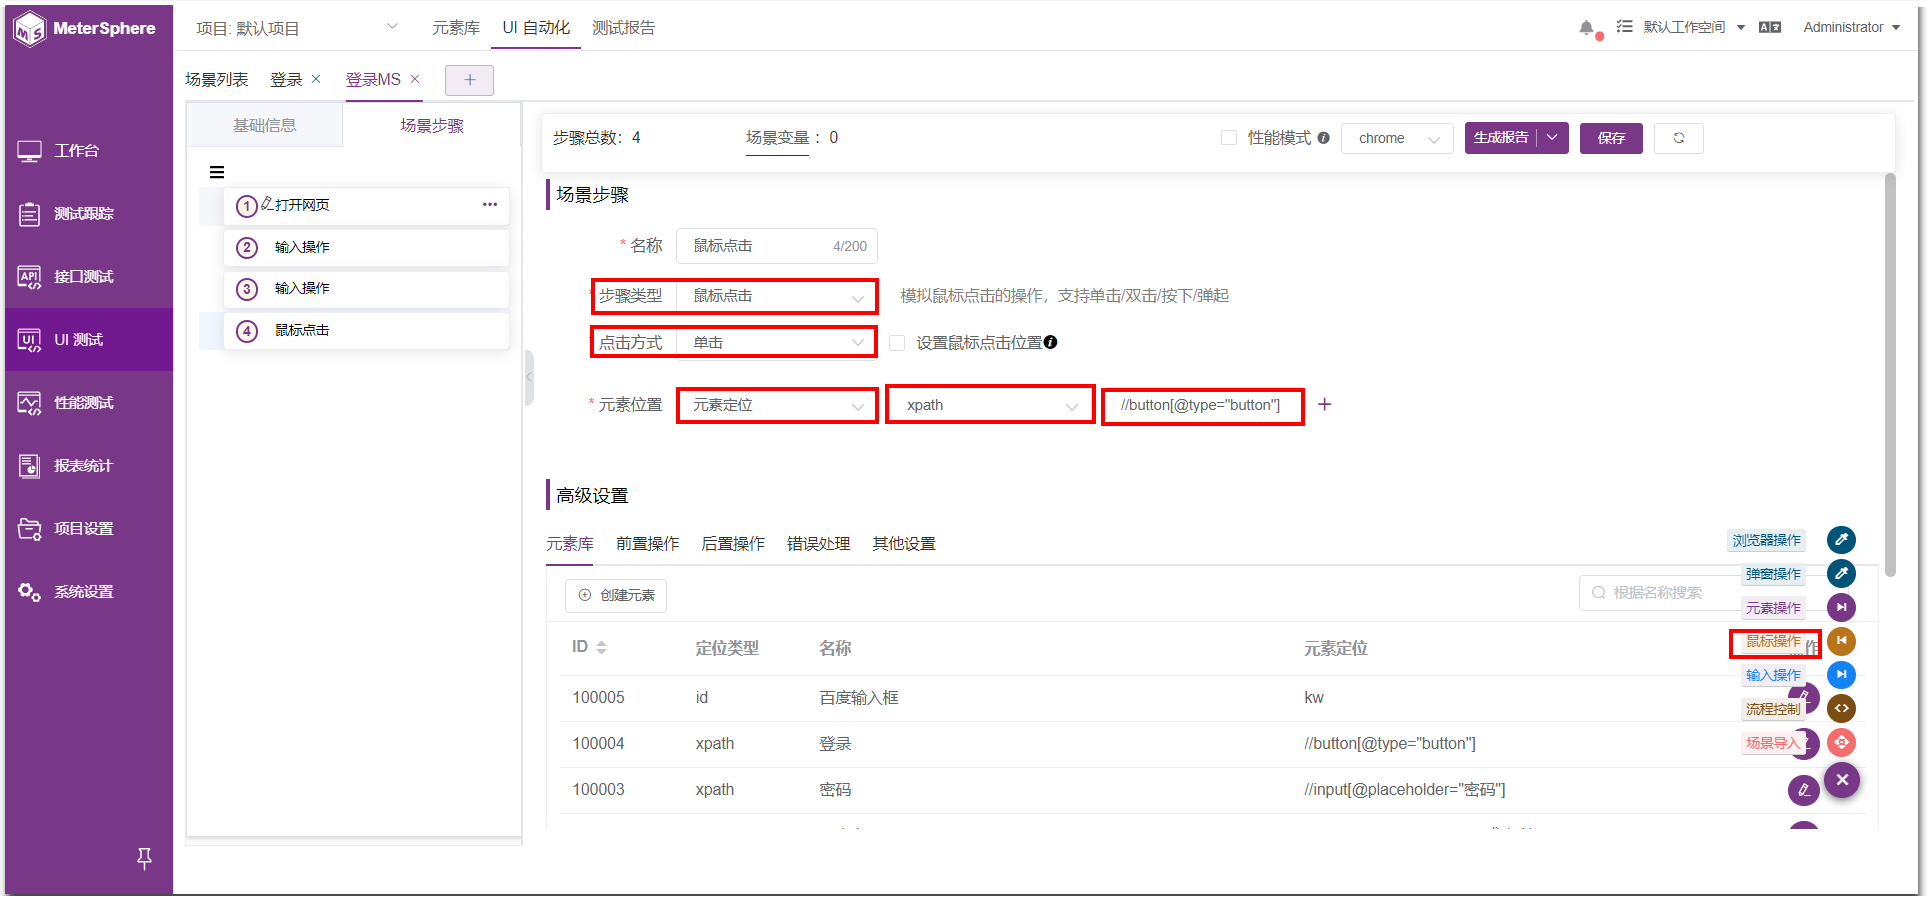 MeterSphere
项目: 默认项目
元素库 UI 自动化 测试报告
默认工作空间
Administrator
场景列表 登录 × 登录MS × +
工作台
测试跟踪
接口测试
UI 测试
性能测试
报表统计
项目设置
系统设置
基础信息 场景步骤
1 打开网页 •••
2 输入操作
3 输入操作
4 鼠标点击
步骤总数：4 场景变量 ：0
性能模式 chrome 生成报告 保存
场景步骤
* 名称 鼠标点击 4/200
步骤类型 鼠标点击 模拟鼠标点击的操作，支持单击/双击/按下/弹起
点击方式 单击 设置鼠标点击位置
* 元素位置 元素定位 xpath //button[@type="button"] +
高级设置
元素库 前置操作 后置操作 错误处理 其他设置
创建元素 根据名称搜索
ID 定位类型 名称 元素定位
100005 id 百度输入框 kw
100004 xpath 登录 //button[@type="button"]
100003 xpath 密码 //input[@placeholder="密码"]
浏览器操作
弹窗操作
元素操作
鼠标操作
输入操作
流程控制
场景导入